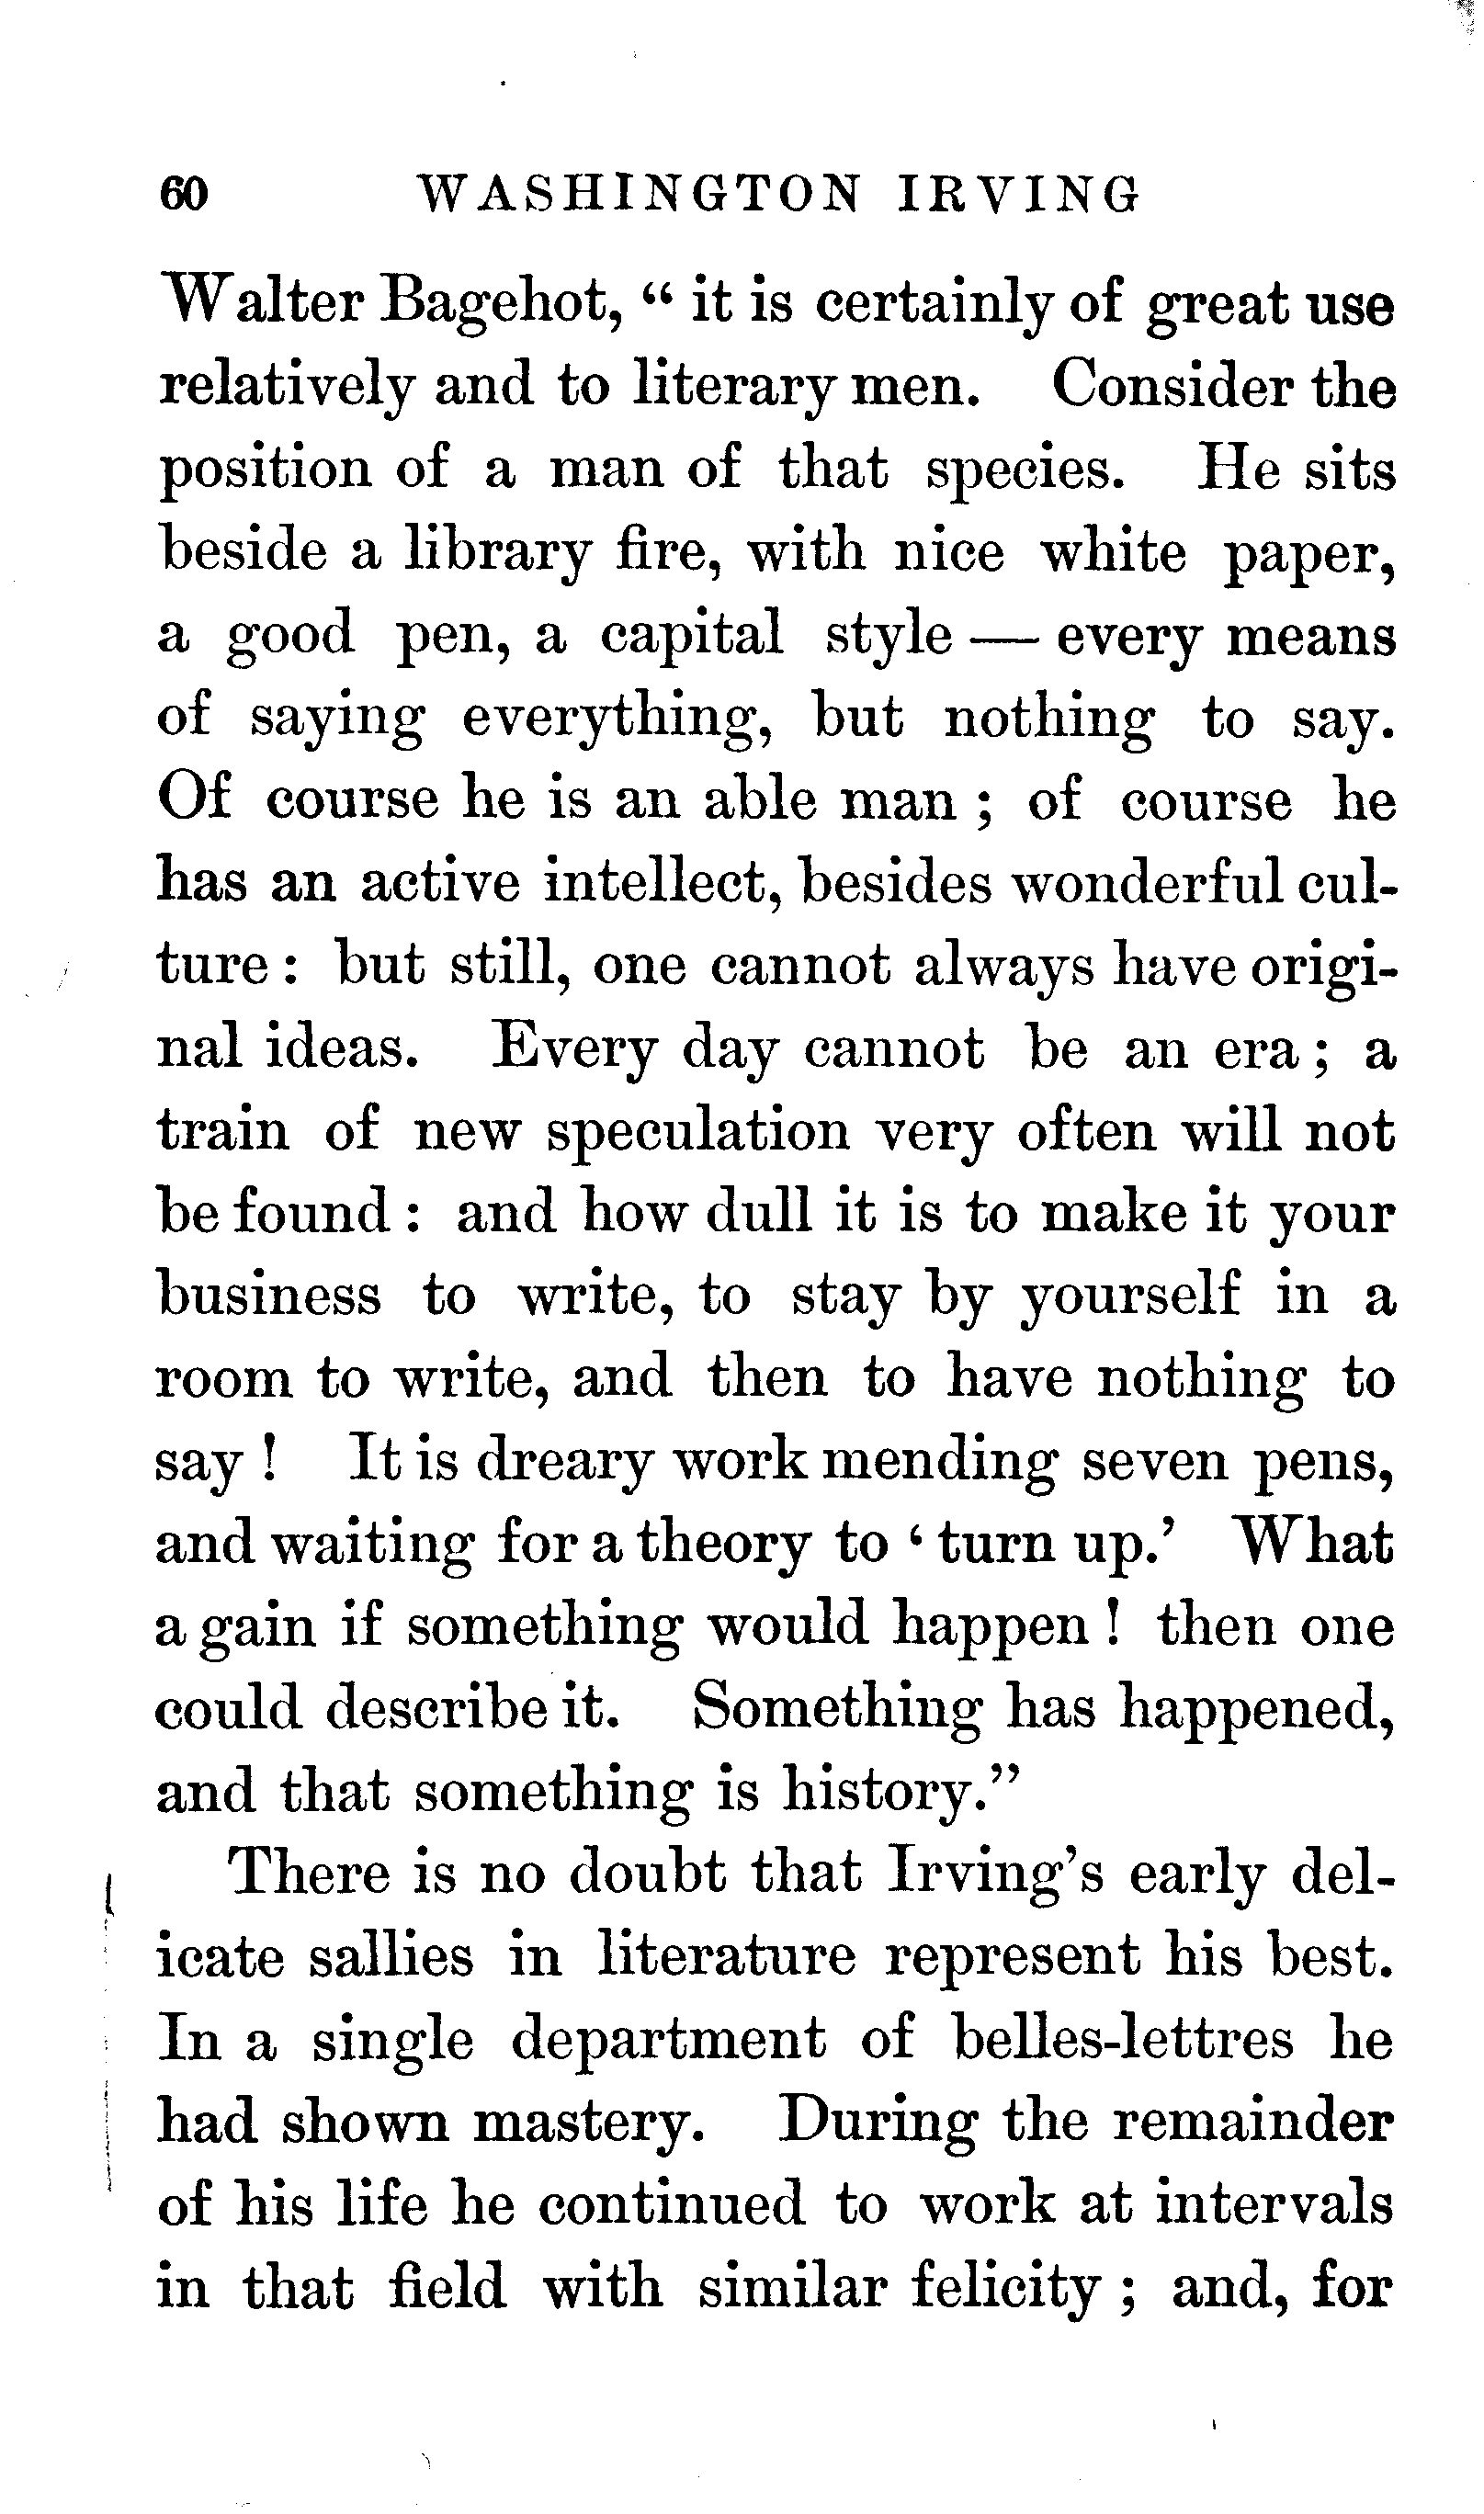 60 WASHINGTON IRVING
Walter Bagehot, “ it is certainly of great use
relatively and to literary men. Consider the
position of a man of that species. He sits
beside a library fire, with nice white paper,
a good pen, a capital style — every means
of saying everything, but nothing to say.
Of course he is an able man ; of course he
has an active intellect, besides wonderful cul-
ture : but still, one cannot always have origi-
nal ideas. Every day cannot be an era ; a
train of new speculation very often will not
be found : and how dull it is to make it your
business to write, to stay by yourself in a
room to write, and then to have nothing to
say ! It is dreary work mending seven pens,
and waiting for a theory to ‘ turn up.’ What
a gain if something would happen ! then one
could describe it. Something has happened,
and that something is history.”
There is no doubt that Irving’s early del-
icate sallies in literature represent his best.
In a single department of belles-lettres he
had shown mastery. During the remainder
of his life he continued to work at intervals
in that field with similar felicity ; and, for